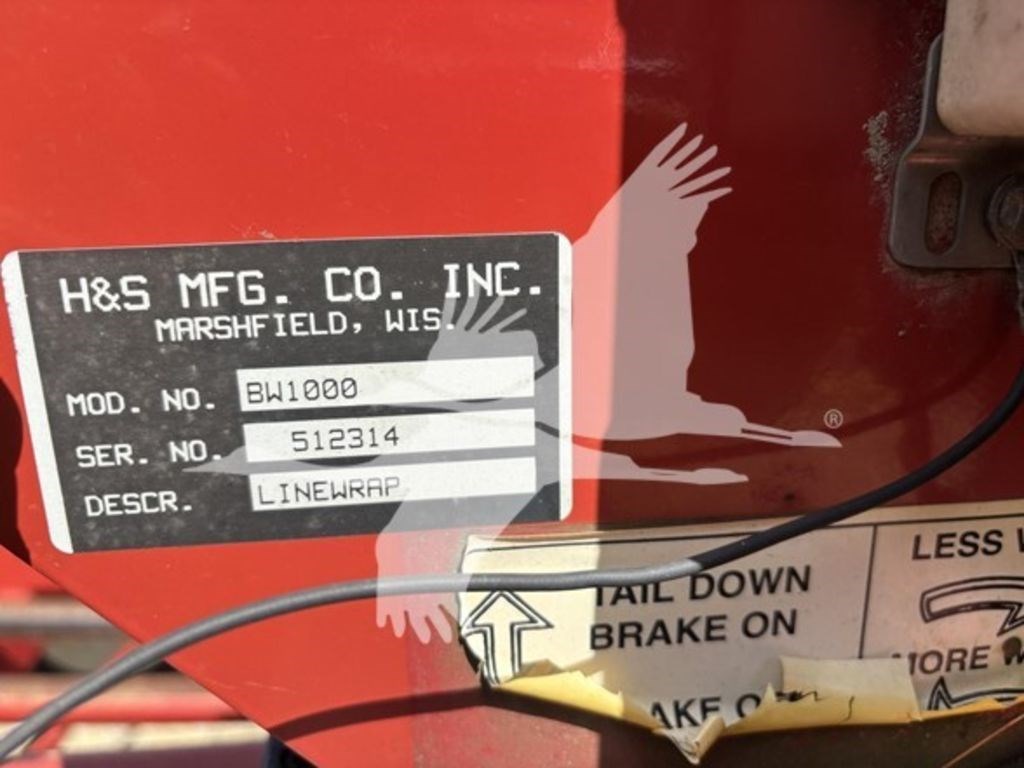 H&S MFG. CO. INC.
MARSHFIELD, WIS.
MOD. NO. BW1000
SER. NO. 512314
DESCR. LINEWRAP
®
TAIL DOWN
BRAKE ON
LESS
MORE